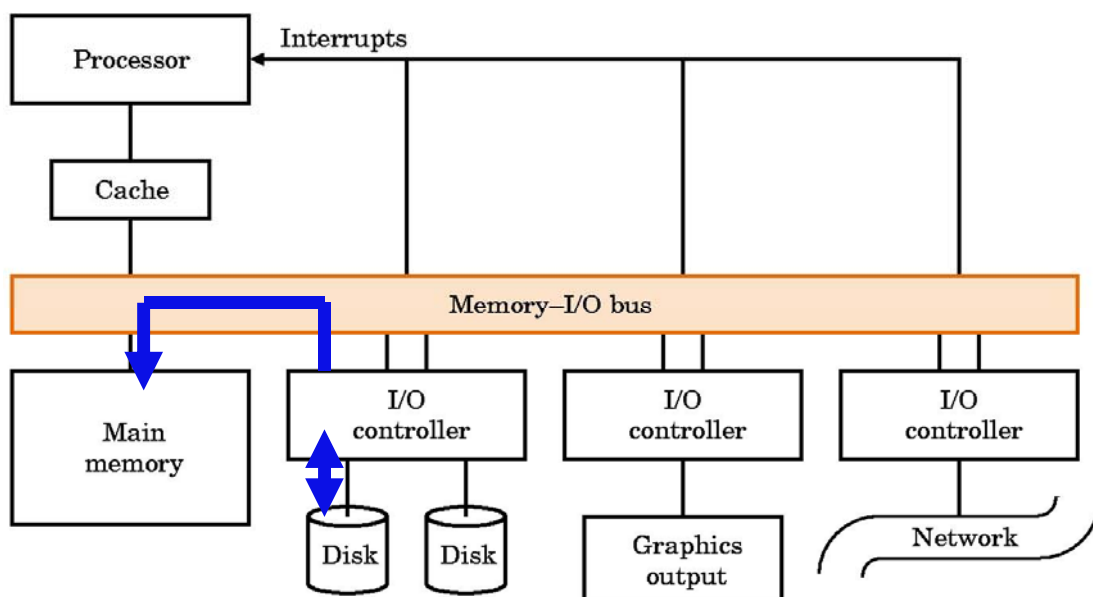 Interrupts
Processor
Cache
Memory–I/O bus
Main
memory
I/O
controller
I/O
controller
I/O
controller
Disk
Disk
Graphics
output
Network